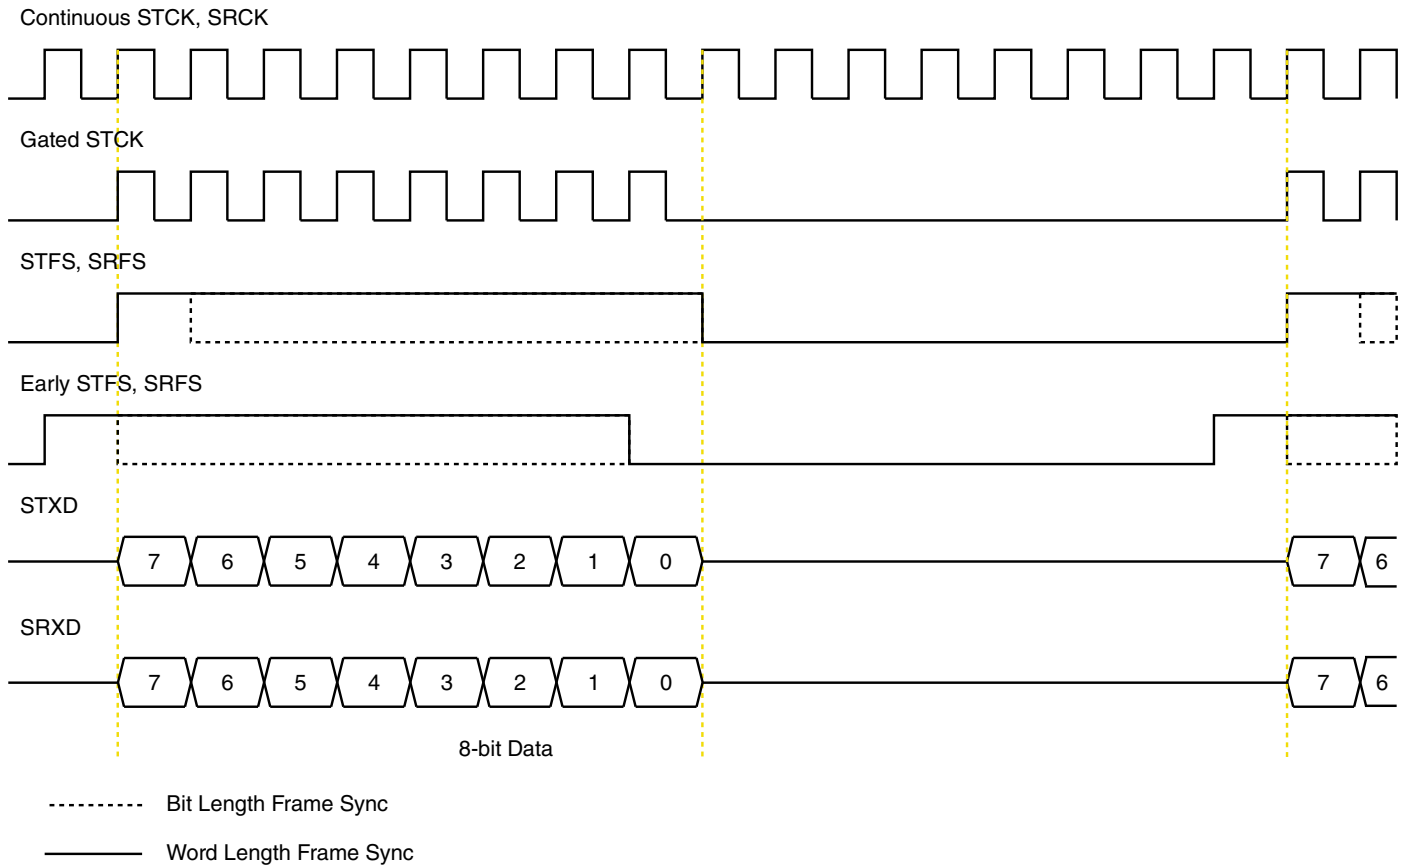 Continuous STCK, SRCK
Gated STCK
STFS, SRFS
Early STFS, SRFS
STXD
7 6 5 4 3 2 1 0 7 6
SRXD
7 6 5 4 3 2 1 0 7 6
8-bit Data
Bit Length Frame Sync
Word Length Frame Sync